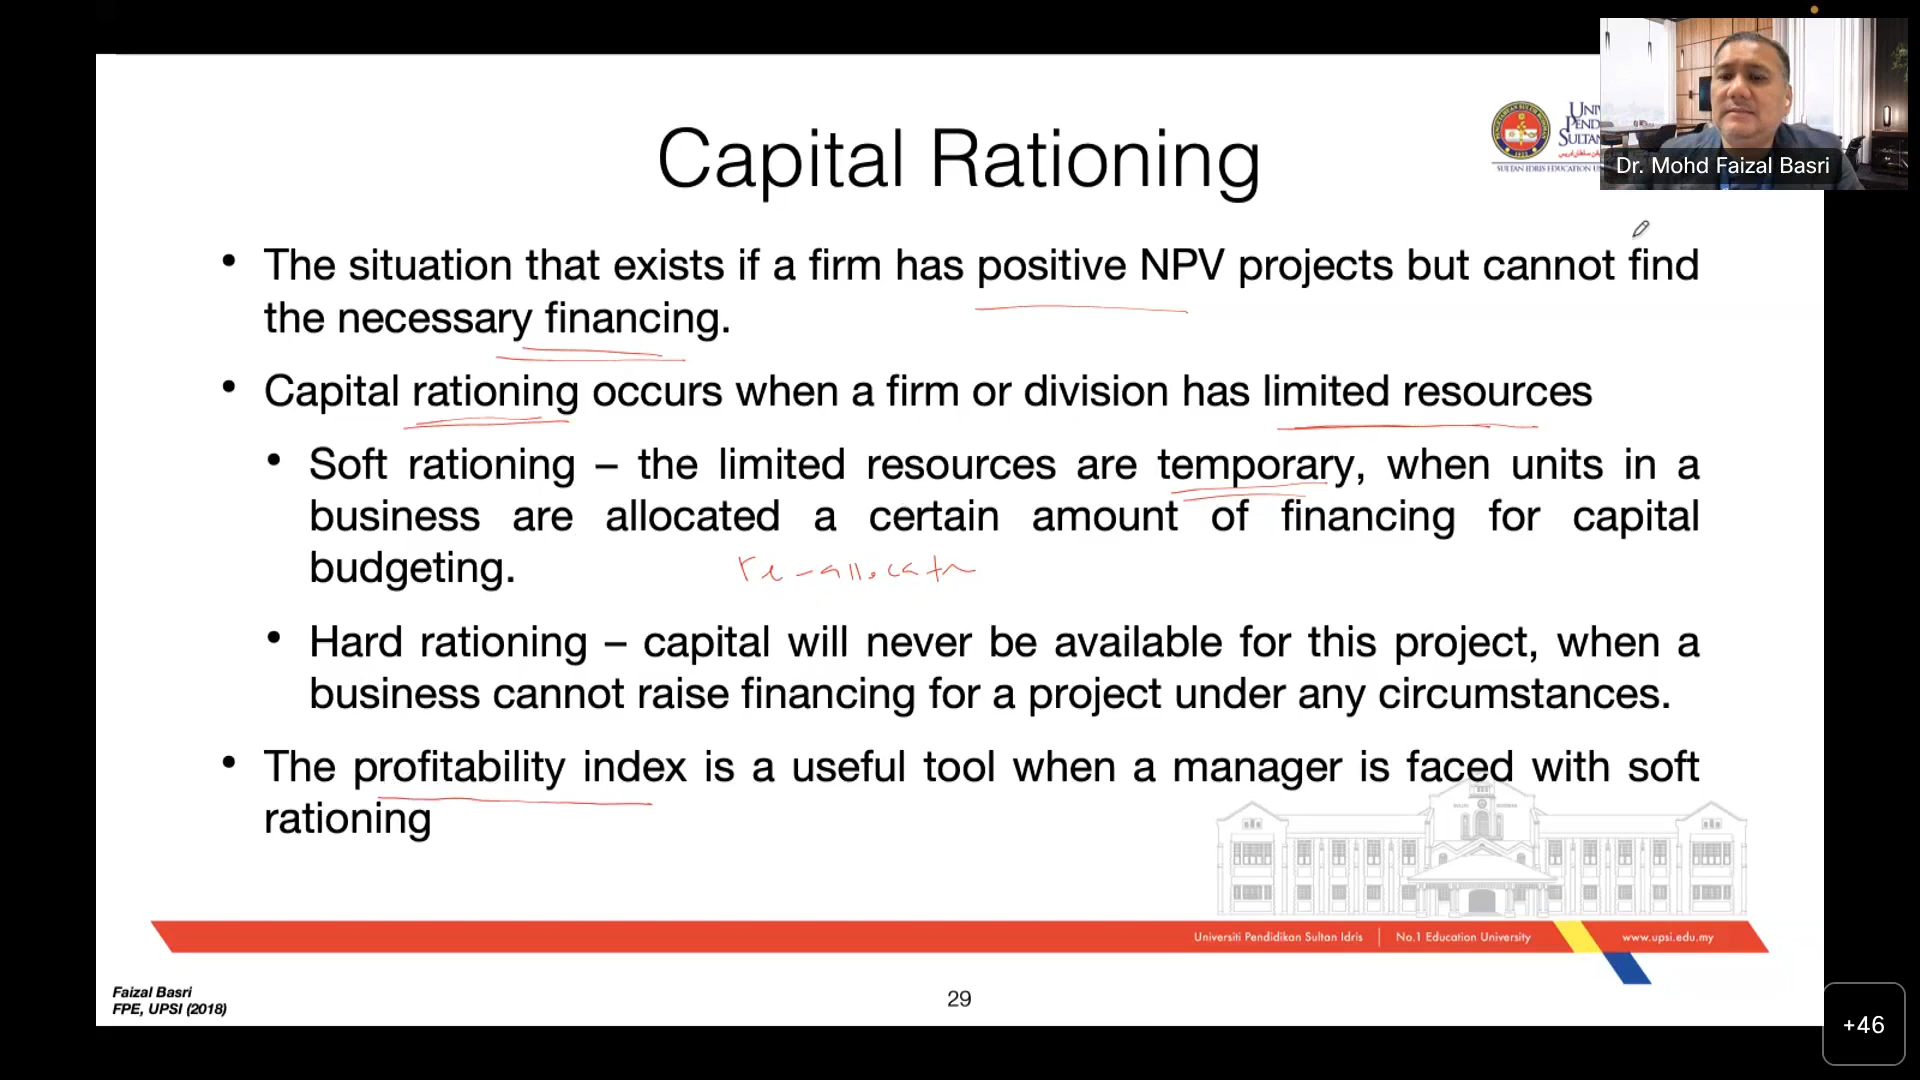 Capital Rationing
Dr. Mohd Faizal Basri
• The situation that exists if a firm has positive NPV projects but cannot find
the necessary financing.
• Capital rationing occurs when a firm or division has limited resources
• Soft rationing – the limited resources are temporary, when units in a
business are allocated a certain amount of financing for capital
budgeting.
• Hard rationing – capital will never be available for this project, when a
business cannot raise financing for a project under any circumstances.
• The profitability index is a useful tool when a manager is faced with soft
rationing
Universiti Pendidikan Sultan Idris | No.1 Education University
www.upsi.edu.my
Faizal Basri
FPE, UPSI (2018)
29
+46